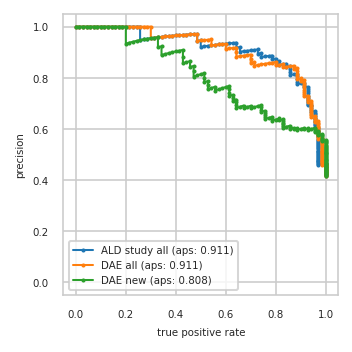 1.0
0.8
0.6
0.4
0.2
0.0
precision
ALD study all (aps: 0.911)
DAE all (aps: 0.911)
DAE new (aps: 0.808)
0.0 0.2 0.4 0.6 0.8 1.0
true positive rate